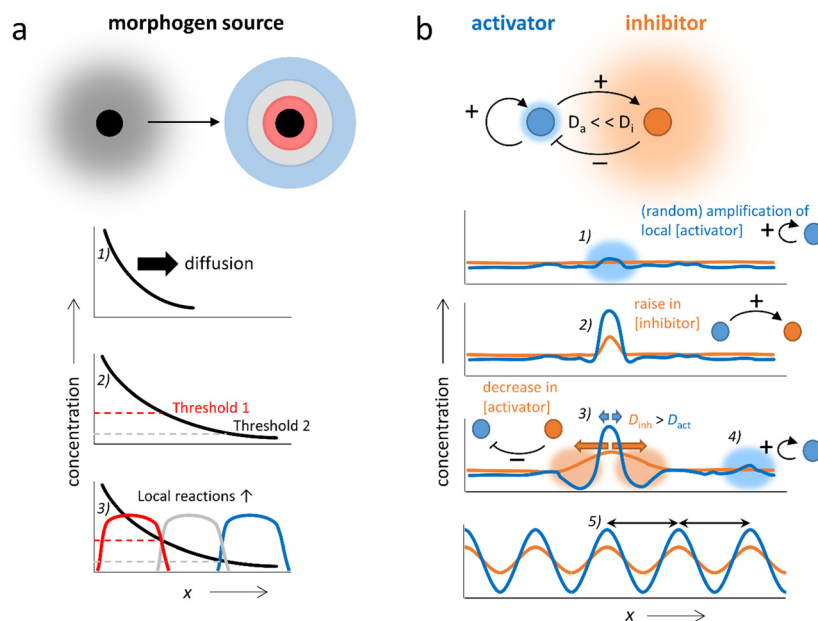 a
morphogen source
1)
diffusion
2)
Threshold 1
Threshold 2
3)
Local reactions ↑
concentration →
x →
b
activator
inhibitor
+
+
Da << Di
−
(random) amplification of
local [activator]
1)
+
raise in
[inhibitor]
2)
+
decrease in
[activator]
−
3)
Dinh > Dact
4)
+
5)
concentration →
x →